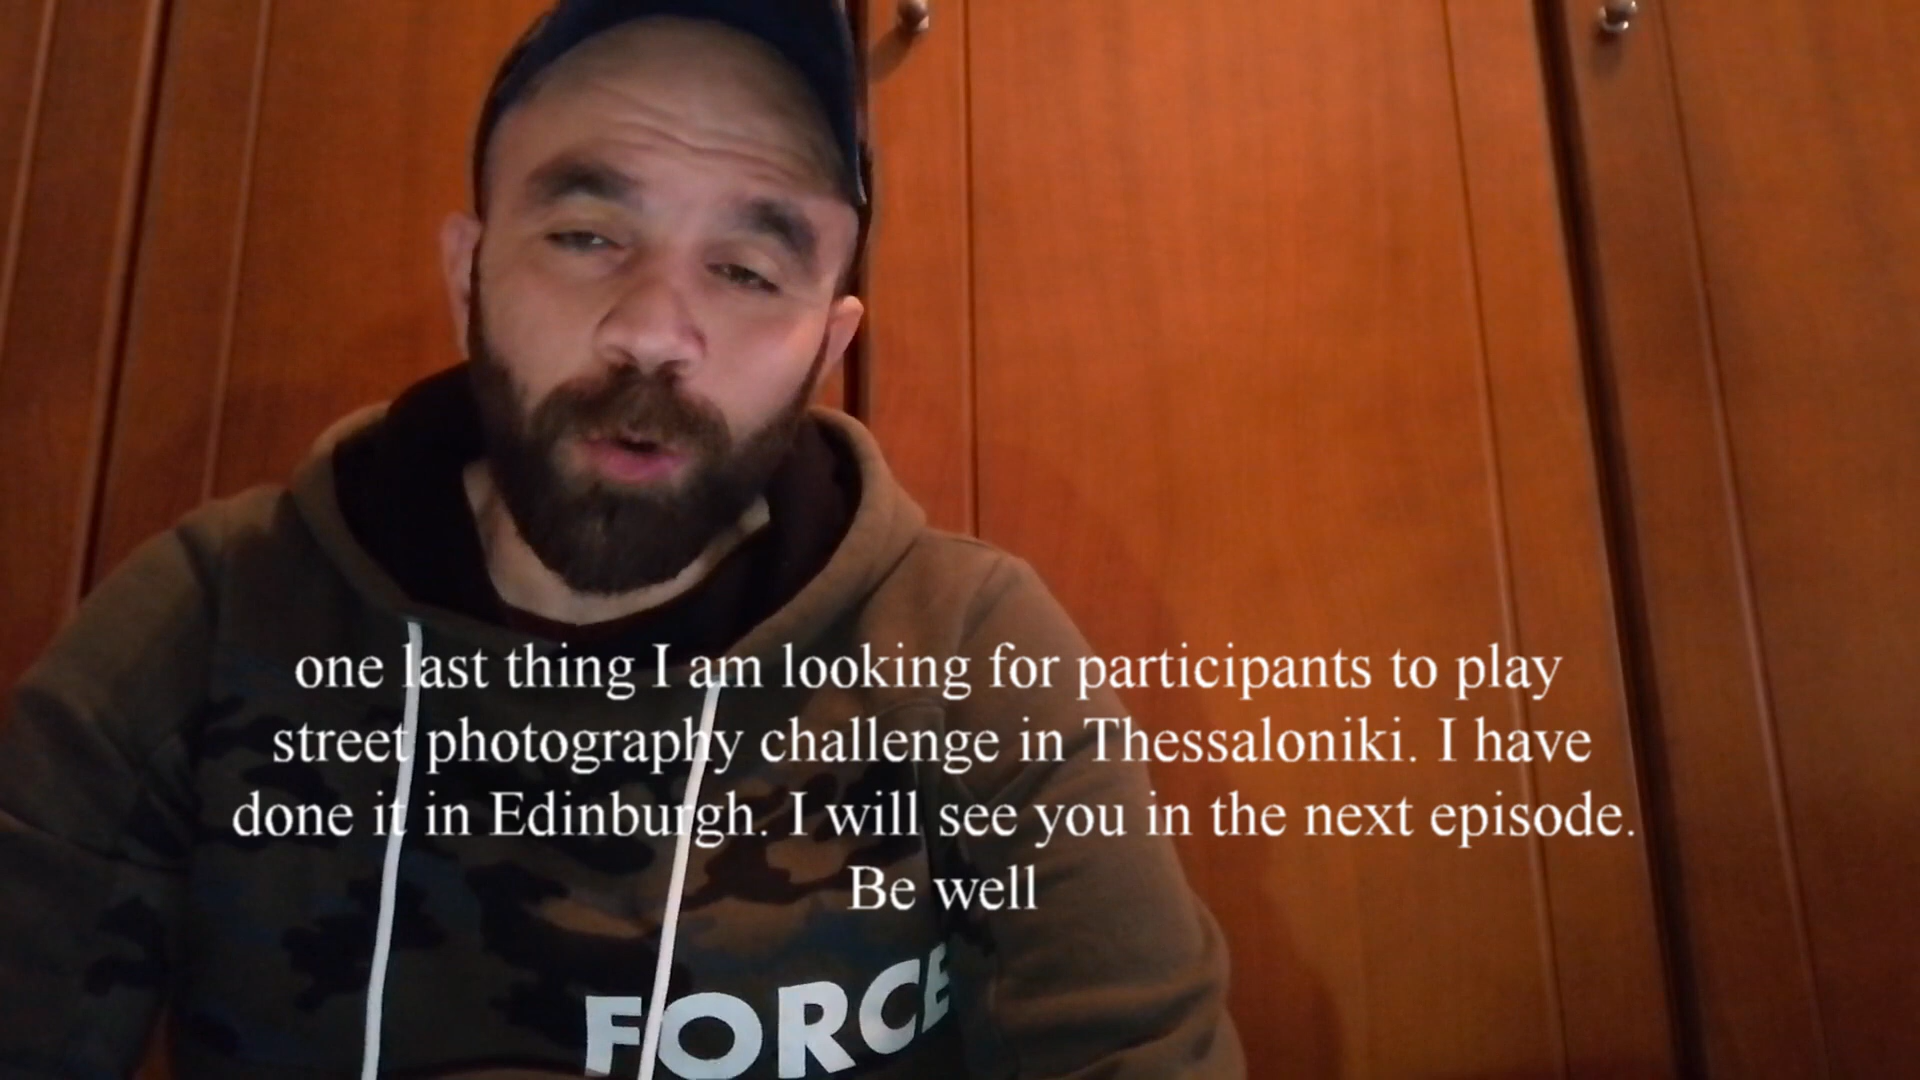 one last thing I am looking for participants to play
street photography challenge in Thessaloniki. I have
done it in Edinburgh. I will see you in the next episode.
Be well
FORCE